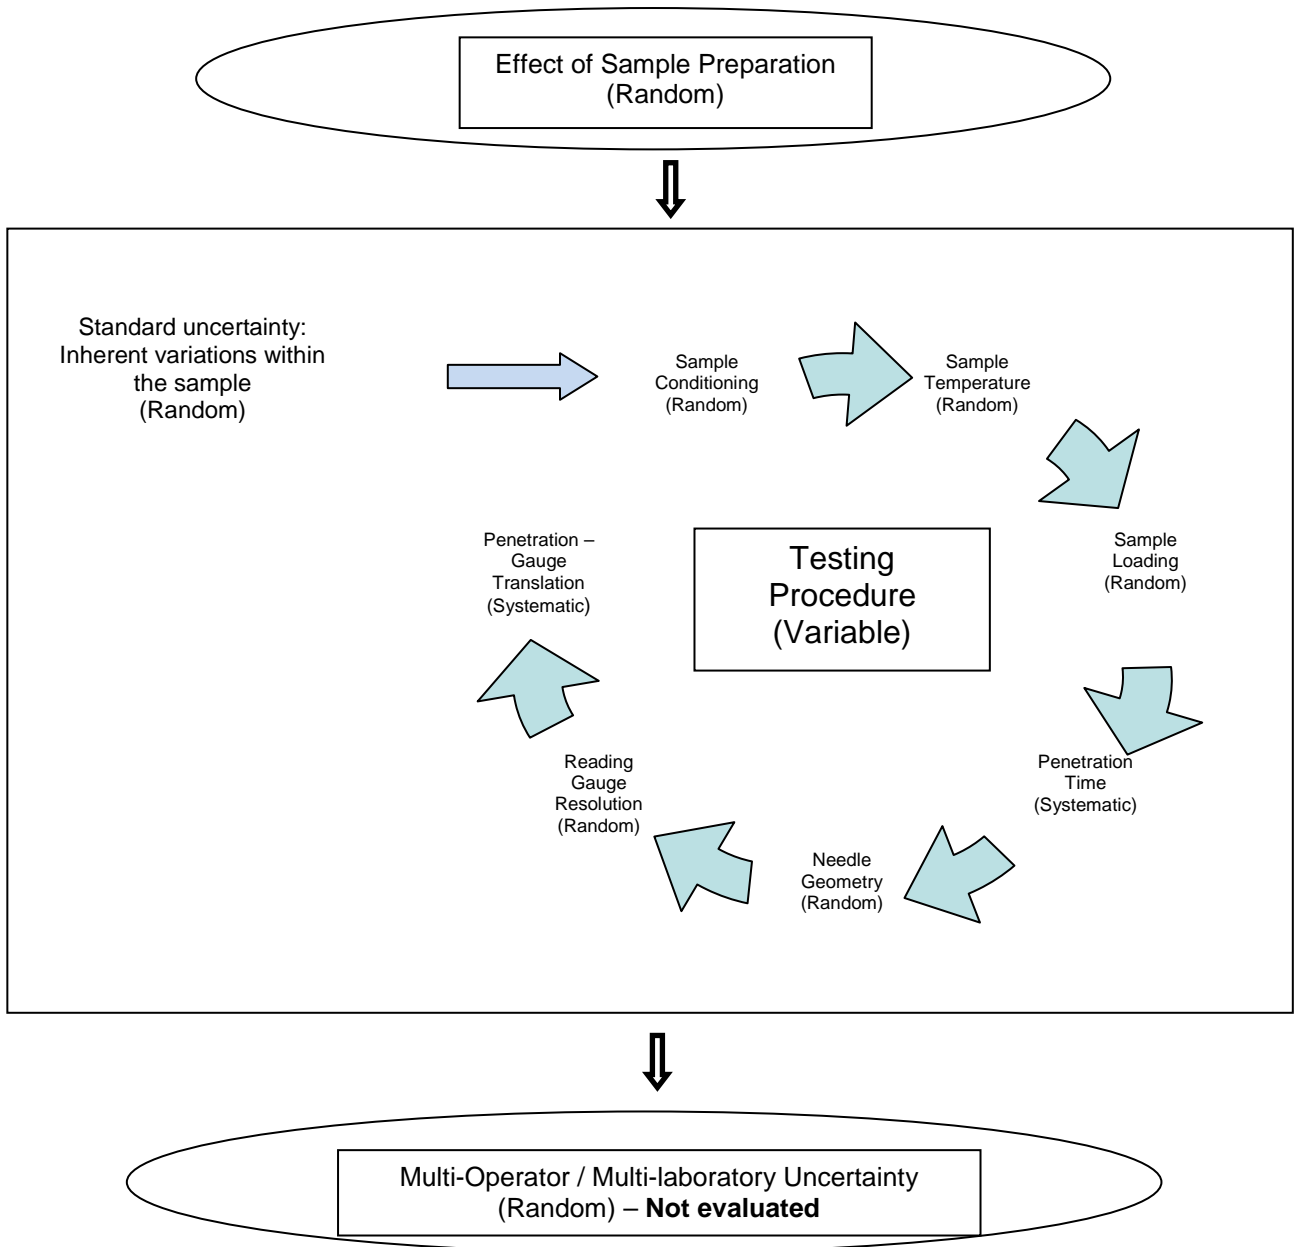 Effect of Sample Preparation
(Random)
Standard uncertainty:
Inherent variations within
the sample
(Random)
Sample
Conditioning
(Random)
Sample
Temperature
(Random)
Sample
Loading
(Random)
Penetration
Time
(Systematic)
Needle
Geometry
(Random)
Reading
Gauge
Resolution
(Random)
Penetration –
Gauge
Translation
(Systematic)
Testing
Procedure
(Variable)
Multi-Operator / Multi-laboratory Uncertainty
(Random) – Not evaluated